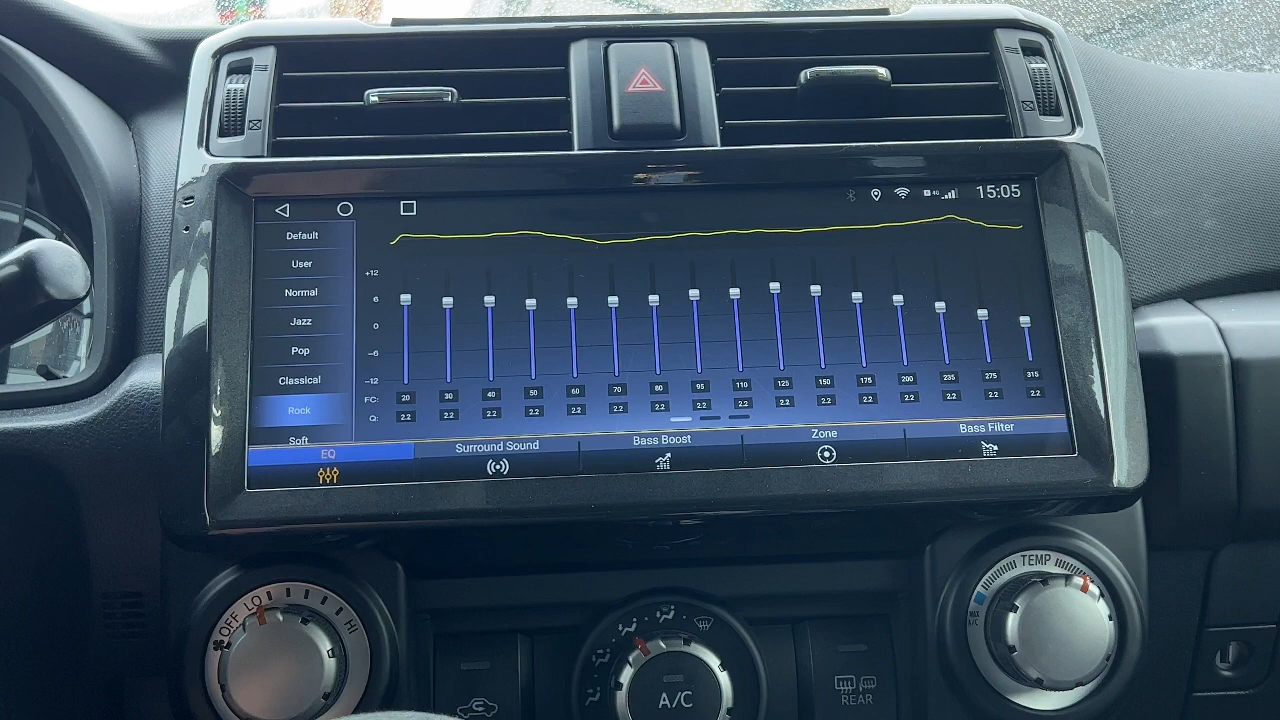 4G 15:05
Default
User
Normal
Jazz
Pop
Classical
Rock
Soft
+12
6
0
-6
-12
FC: 20 30 40 50 60 70 80 95 110 125 150 175 200 235 275 315
Q: 2.2 2.2 2.2 2.2 2.2 2.2 2.2 2.2 2.2 2.2 2.2 2.2 2.2 2.2 2.2 2.2
EQ Surround Sound Bass Boost Zone Bass Filter
OFF LO HI
A/C
REAR
TEMP
MAX
A/C